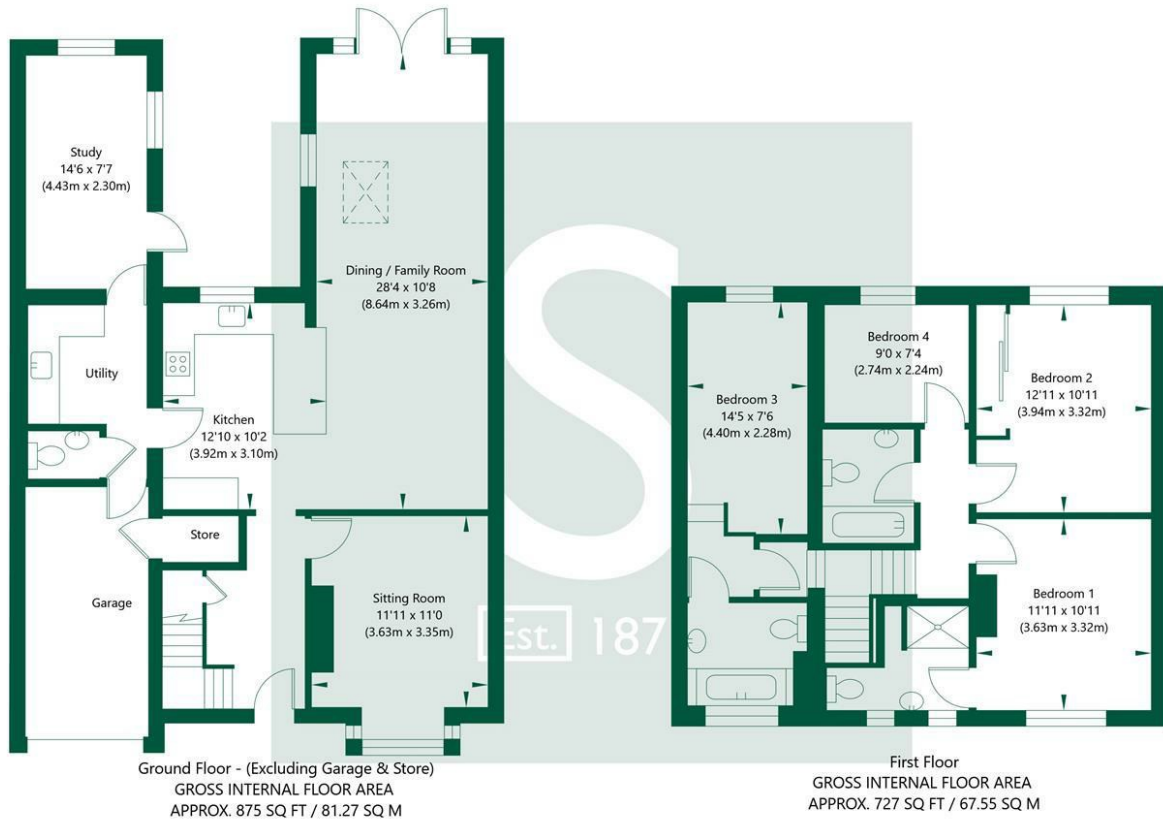 Study
14'6 x 7'7
(4.43m x 2.30m)
Dining / Family Room
28'4 x 10'8
(8.64m x 3.26m)
Utility
Kitchen
12'10 x 10'2
(3.92m x 3.10m)
Store
Garage
Sitting Room
11'11 x 11'0
(3.63m x 3.35m)
Ground Floor - (Excluding Garage & Store)
GROSS INTERNAL FLOOR AREA
APPROX. 875 SQ FT / 81.27 SQ M
Bedroom 4
9'0 x 7'4
(2.74m x 2.24m)
Bedroom 2
12'11 x 10'11
(3.94m x 3.32m)
Bedroom 3
14'5 x 7'6
(4.40m x 2.28m)
Bedroom 1
11'11 x 10'11
(3.63m x 3.32m)
First Floor
GROSS INTERNAL FLOOR AREA
APPROX. 727 SQ FT / 67.55 SQ M
S
Est. 187